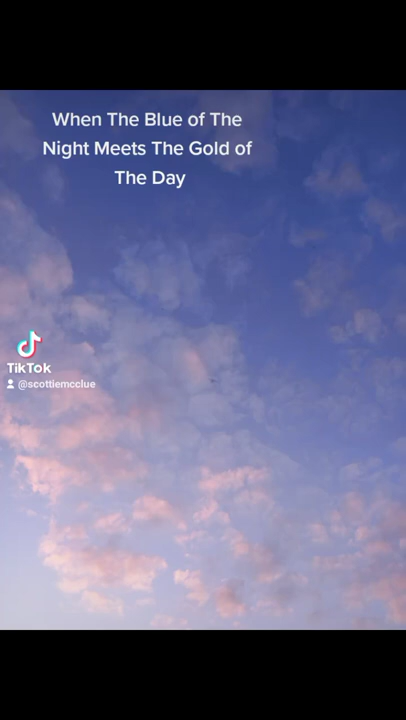 When The Blue of The
Night Meets The Gold of
The Day
TikTok
@scottiemcclue